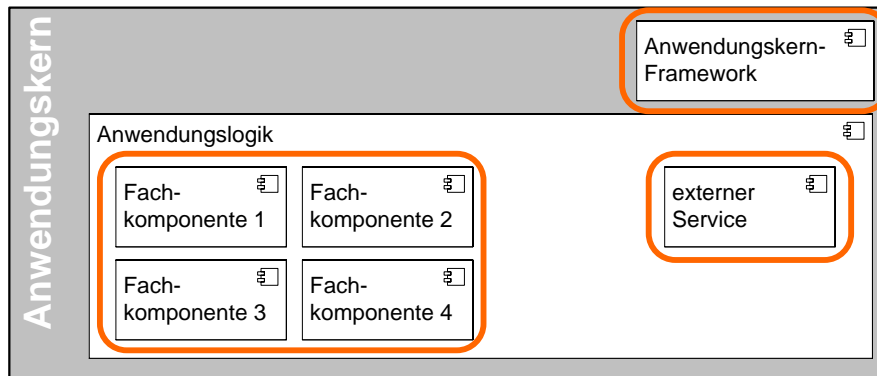 Anwendungskern
Anwendungskern-
Framework
Anwendungslogik
Fach-
komponente 1
Fach-
komponente 2
externer
Service
Fach-
komponente 3
Fach-
komponente 4